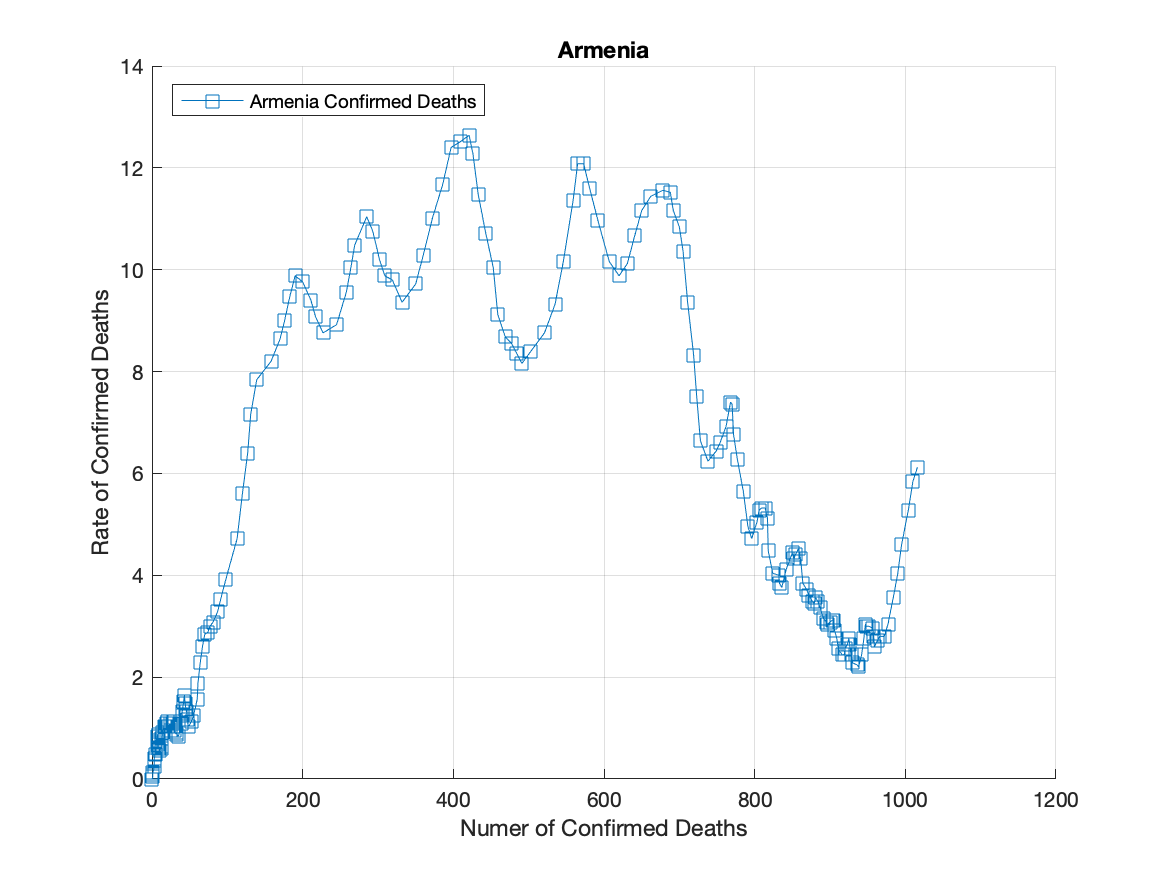 Armenia
Armenia Confirmed Deaths
14
12
10
8
6
4
2
0
Rate of Confirmed Deaths
0 200 400 600 800 1000 1200
Numer of Confirmed Deaths